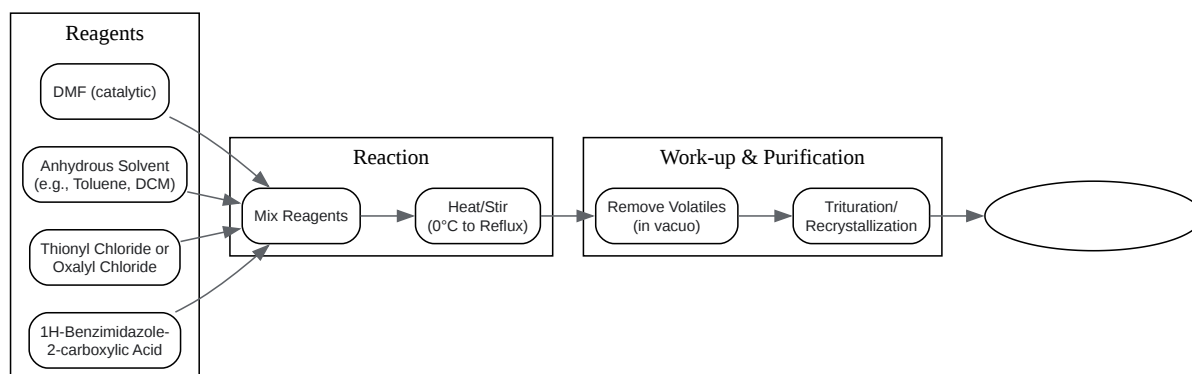 Reagents
DMF (catalytic)
Anhydrous Solvent
(e.g., Toluene, DCM)
Thionyl Chloride or
Oxalyl Chloride
1H-Benzimidazole-
2-carboxylic Acid
Reaction
Mix Reagents
Heat/Stir
(0°C to Reflux)
Work-up & Purification
Remove Volatiles
(in vacuo)
Trituration/
Recrystallization